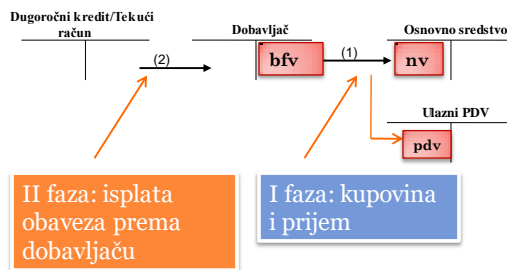 Dugoročni kredit/Tekući
račun
Dobavljač
Osnovno sredstvo
(2)
bfv
(1)
nv
Ulazni PDV
pdv
II faza: isplata
obaveza prema
dobavljaču
I faza: kupovina
i prijem